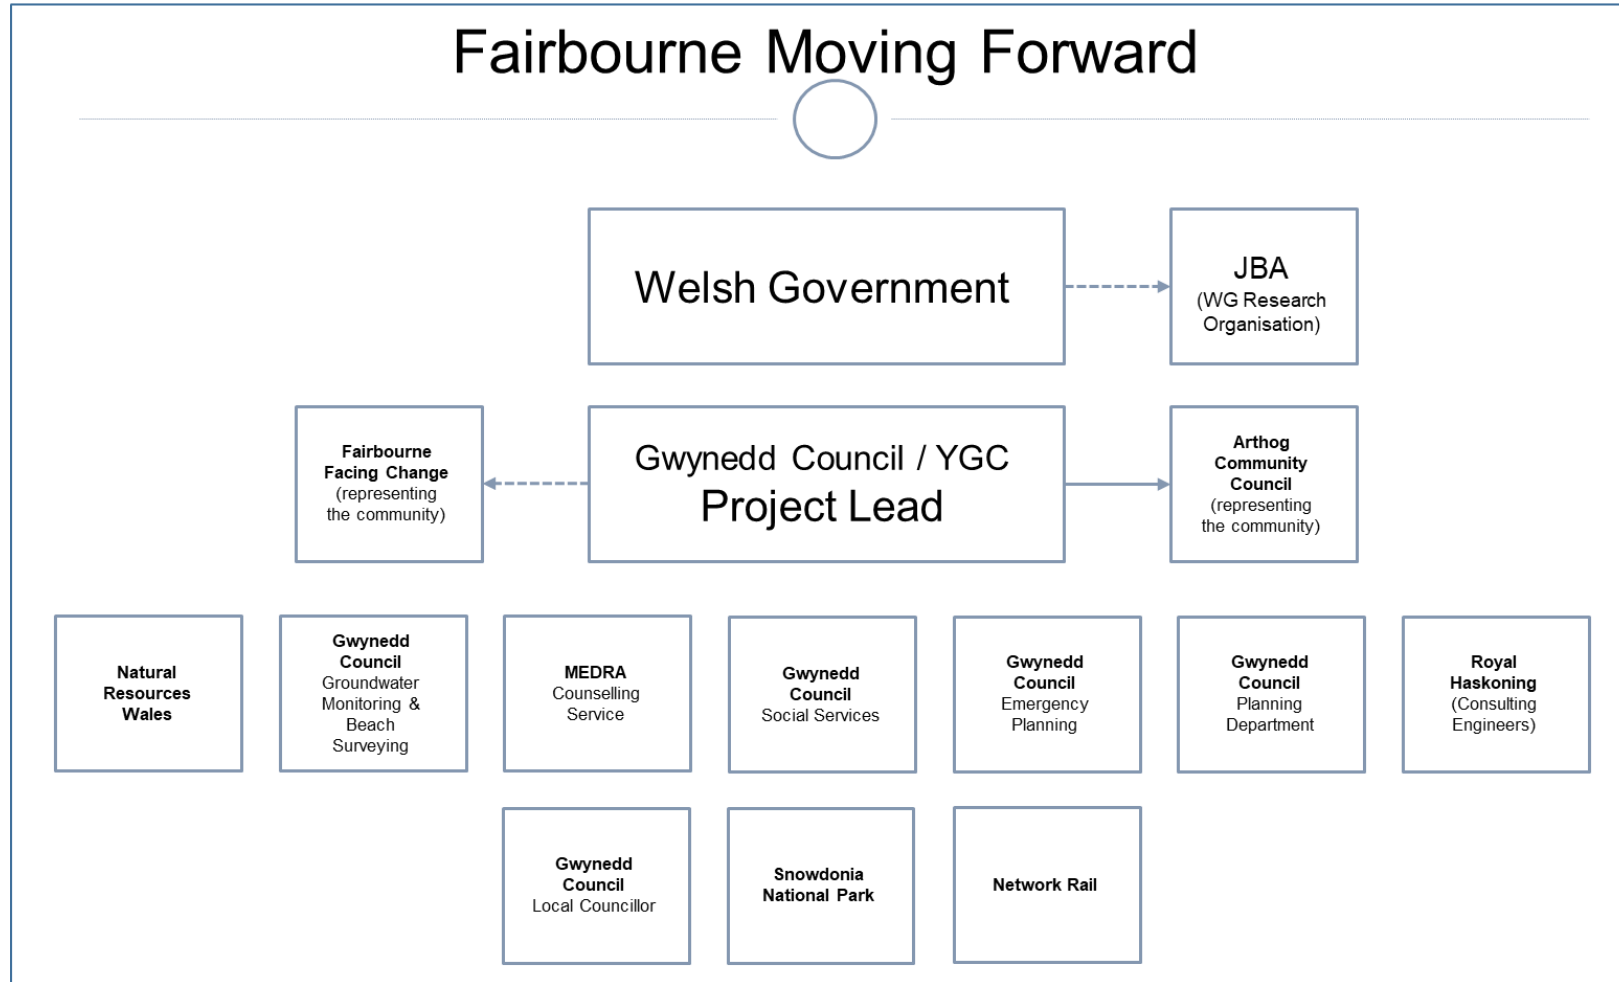 Fairbourne Moving Forward
Welsh Government
JBA
(WG Research
Organisation)
Fairbourne
Facing Change
(representing
the community)
Gwynedd Council / YGC
Project Lead
Arthog
Community
Council
(representing
the community)
Natural
Resources
Wales
Gwynedd
Council
Groundwater
Monitoring &
Beach
Surveying
MEDRA
Counselling
Service
Gwynedd
Council
Social Services
Gwynedd
Council
Emergency
Planning
Gwynedd
Council
Planning
Department
Royal
Haskoning
(Consulting
Engineers)
Gwynedd
Council
Local Councillor
Snowdonia
National Park
Network Rail